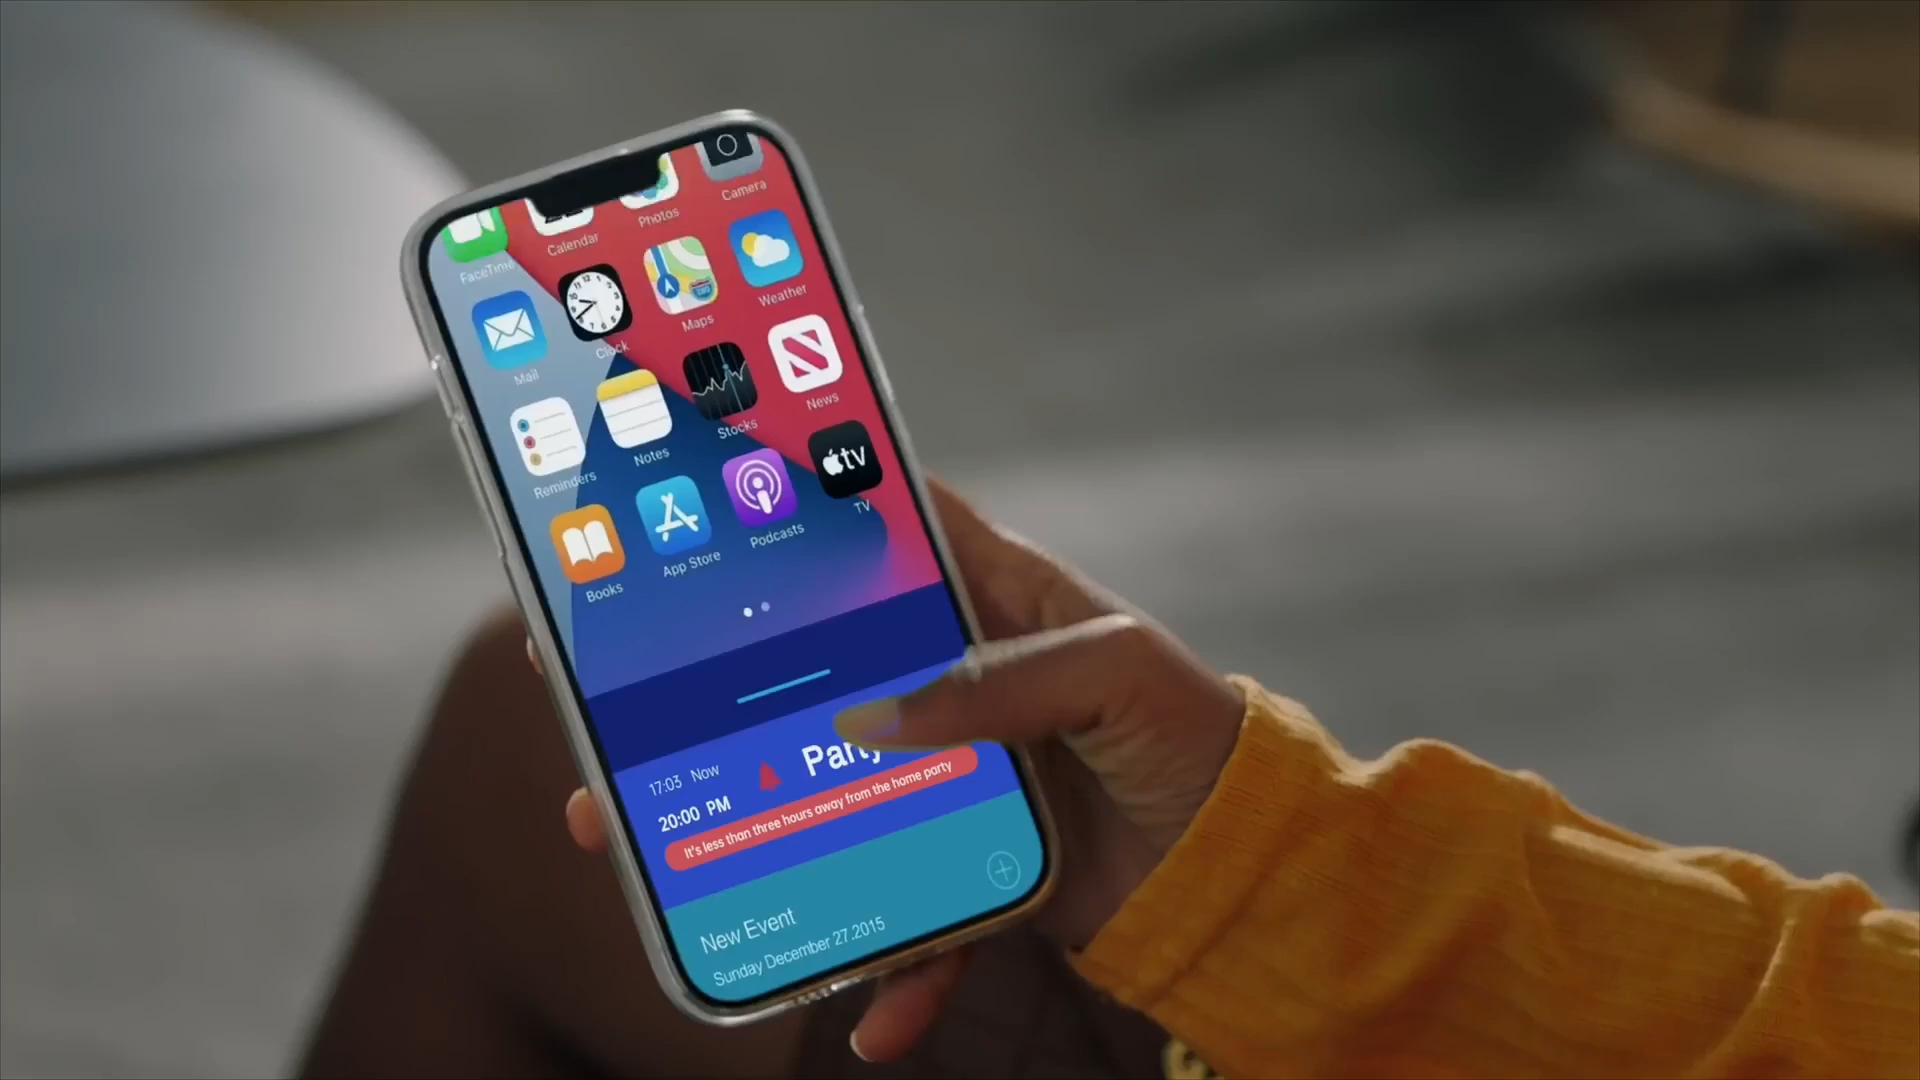 Camera
Photos
Calendar
FaceTime
Weather
Maps
Clock
Mail
News
Stocks
Notes
Reminders
tv
TV
Podcasts
App Store
Books
17:03 Now
Party
20:00 PM
It's less than three hours away from the home party
New Event
Sunday December 27.2015